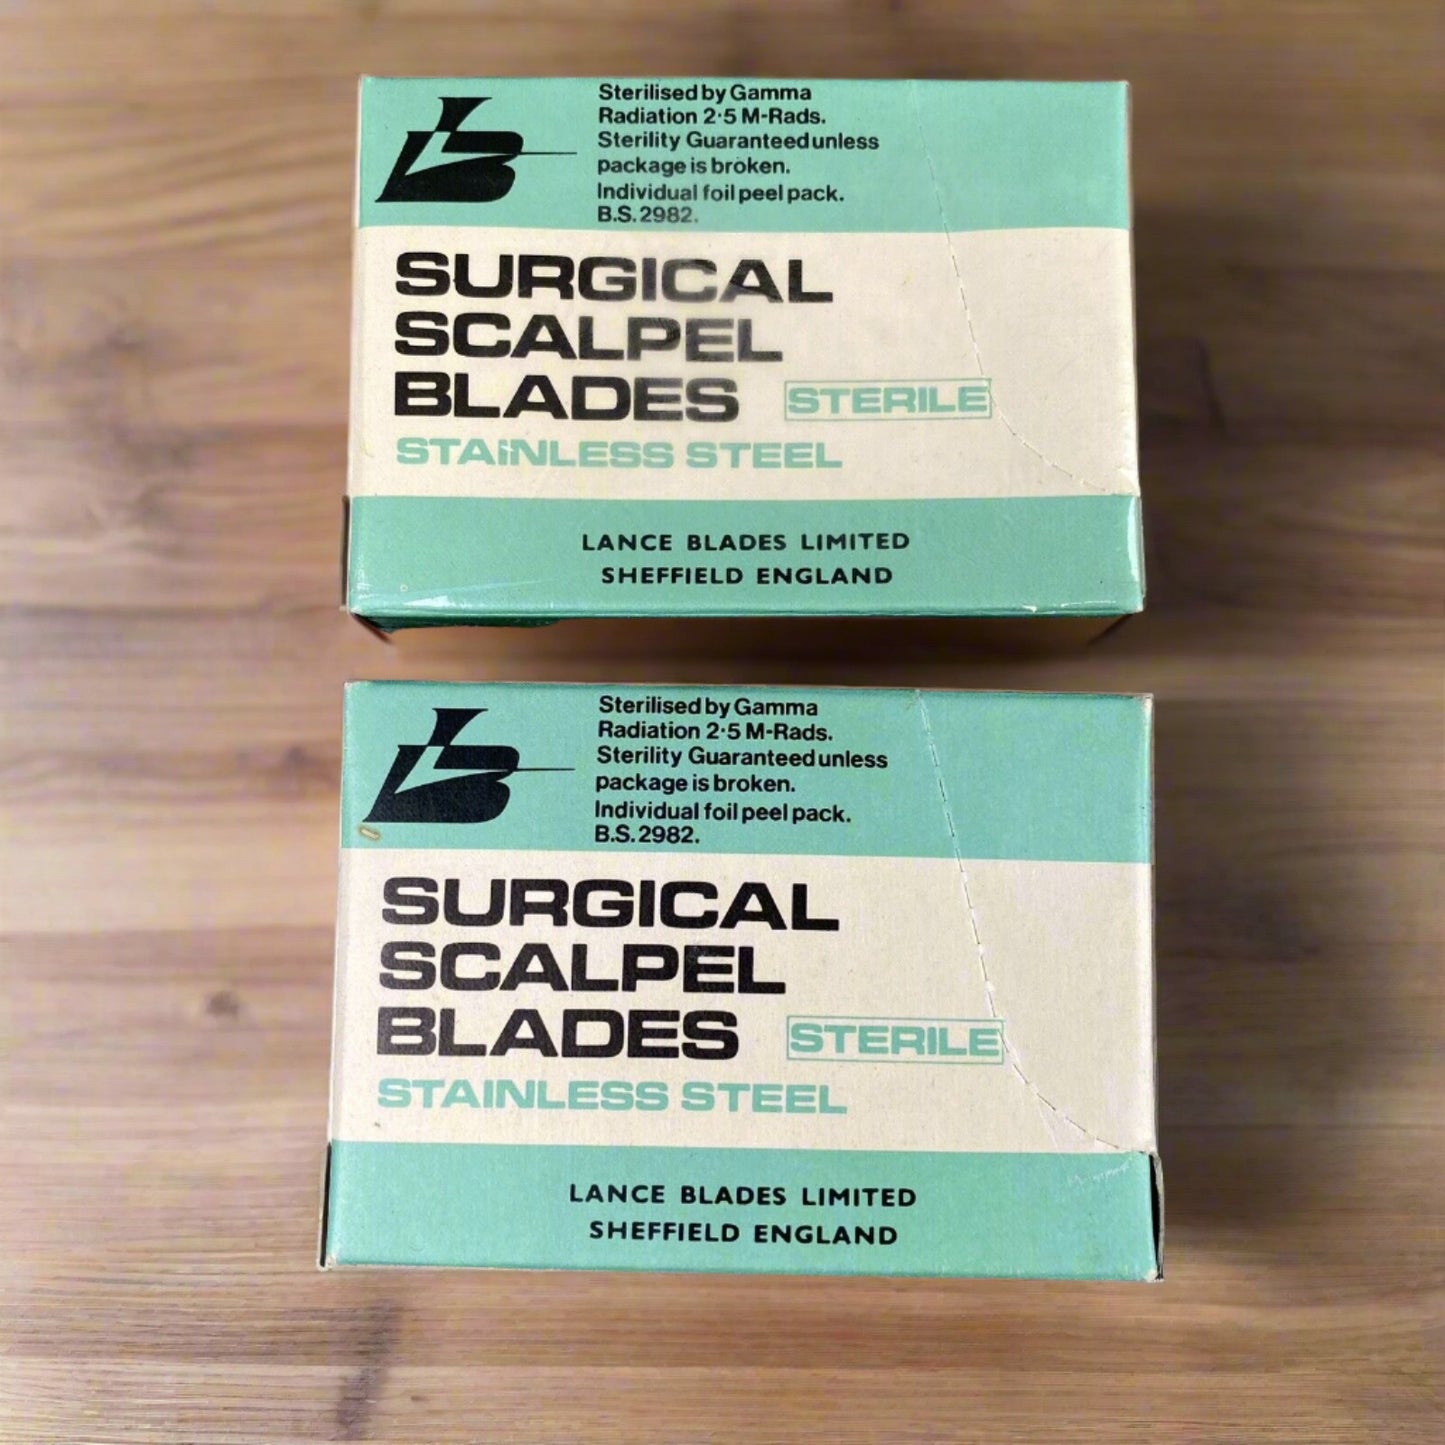 LB
Sterilised by Gamma
Radiation 2·5 M-Rads.
Sterility Guaranteed unless
package is broken.
Individual foil peel pack.
B.S. 2982.
SURGICAL
SCALPEL
BLADES STERILE
STAINLESS STEEL
LANCE BLADES LIMITED
SHEFFIELD ENGLAND
LB
Sterilised by Gamma
Radiation 2·5 M-Rads.
Sterility Guaranteed unless
package is broken.
Individual foil peel pack.
B.S. 2982.
SURGICAL
SCALPEL
BLADES STERILE
STAINLESS STEEL
LANCE BLADES LIMITED
SHEFFIELD ENGLAND